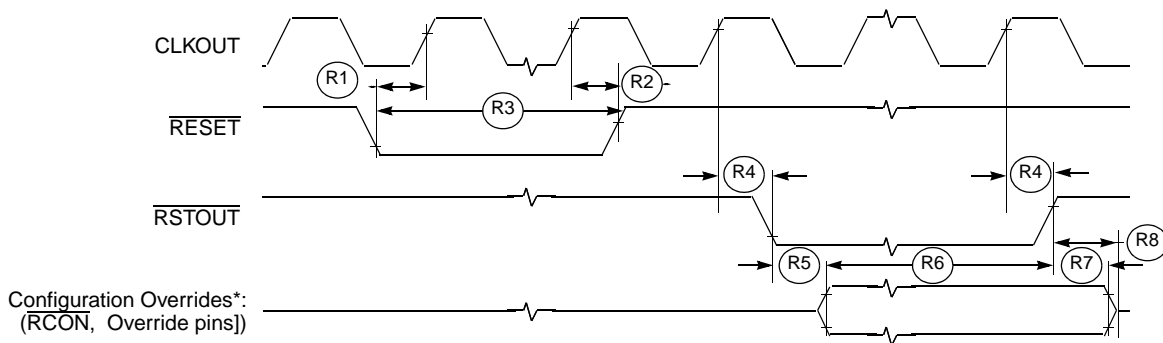 CLKOUT
R1
R2
R3
RESET
R4
R4
RSTOUT
R8
R5
R6
R7
Configuration Overrides*:
(RCON, Override pins])